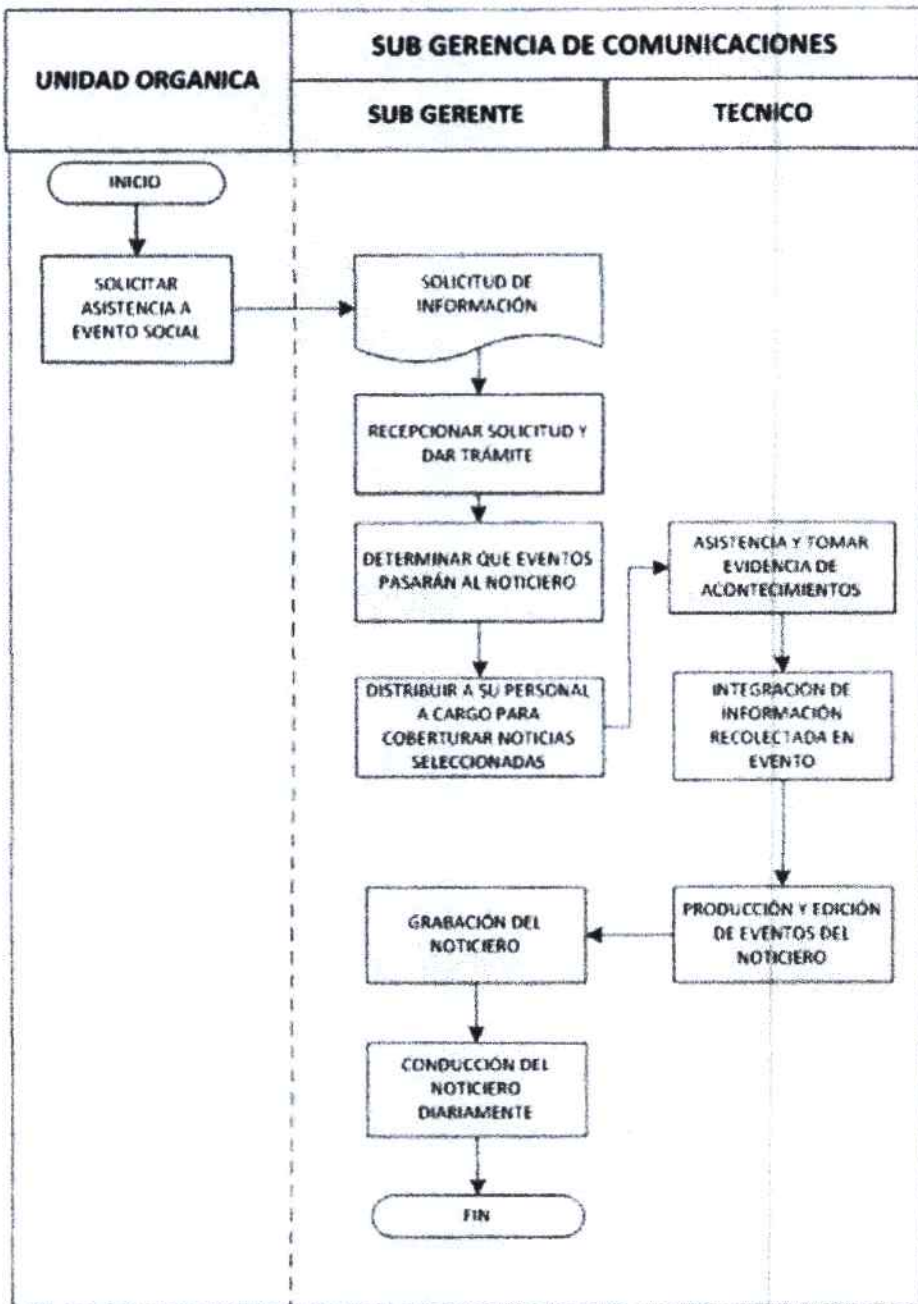 UNIDAD ORGANICA
SUB GERENCIA DE COMUNICACIONES
SUB GERENTE
TECNICO
INICIO
SOLICITAR
ASISTENCIA A
EVENTO SOCIAL
SOLICITUD DE
INFORMACIÓN
RECEPCIONAR SOLICITUD Y
DAR TRÁMITE
DETERMINAR QUE EVENTOS
PASARÁN AL NOTICIERO
DISTRIBUIR A SU PERSONAL
A CARGO PARA
COBERTURAR NOTICIAS
SELECCIONADAS
ASISTENCIA Y TOMAR
EVIDENCIA DE
ACONTECIMIENTOS
INTEGRACIÓN DE
INFORMACIÓN
RECOLECTADA EN
EVENTO
PRODUCCIÓN Y EDICIÓN
DE EVENTOS DEL
NOTICIERO
GRABACIÓN DEL
NOTICIERO
CONDUCCIÓN DEL
NOTICIERO
DIARIAMENTE
FIN